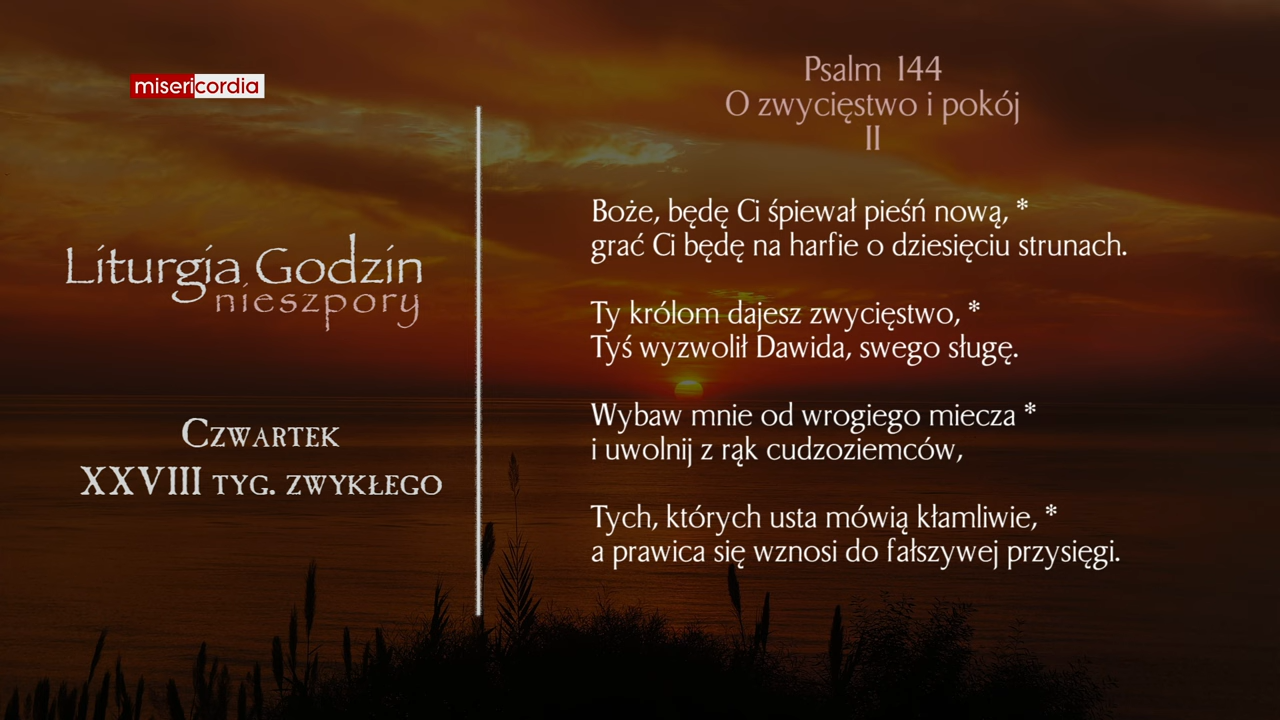 misericordia
Liturgia Godzin
nieszpory
Czwartek
XXVIII tyg. zwykłego
Psalm 144
O zwycięstwo i pokój
II
Boże, będę Ci śpiewał pieśń nową, *
grać Ci będę na harfie o dziesięciu strunach.
Ty królom dajesz zwycięstwo, *
Tyś wyzwolił Dawida, swego sługę.
Wybaw mnie od wrogiego miecza *
i uwolnij z rąk cudzoziemców,
Tych, których usta mówią kłamliwie, *
a prawica się wznosi do fałszywej przysięgi.